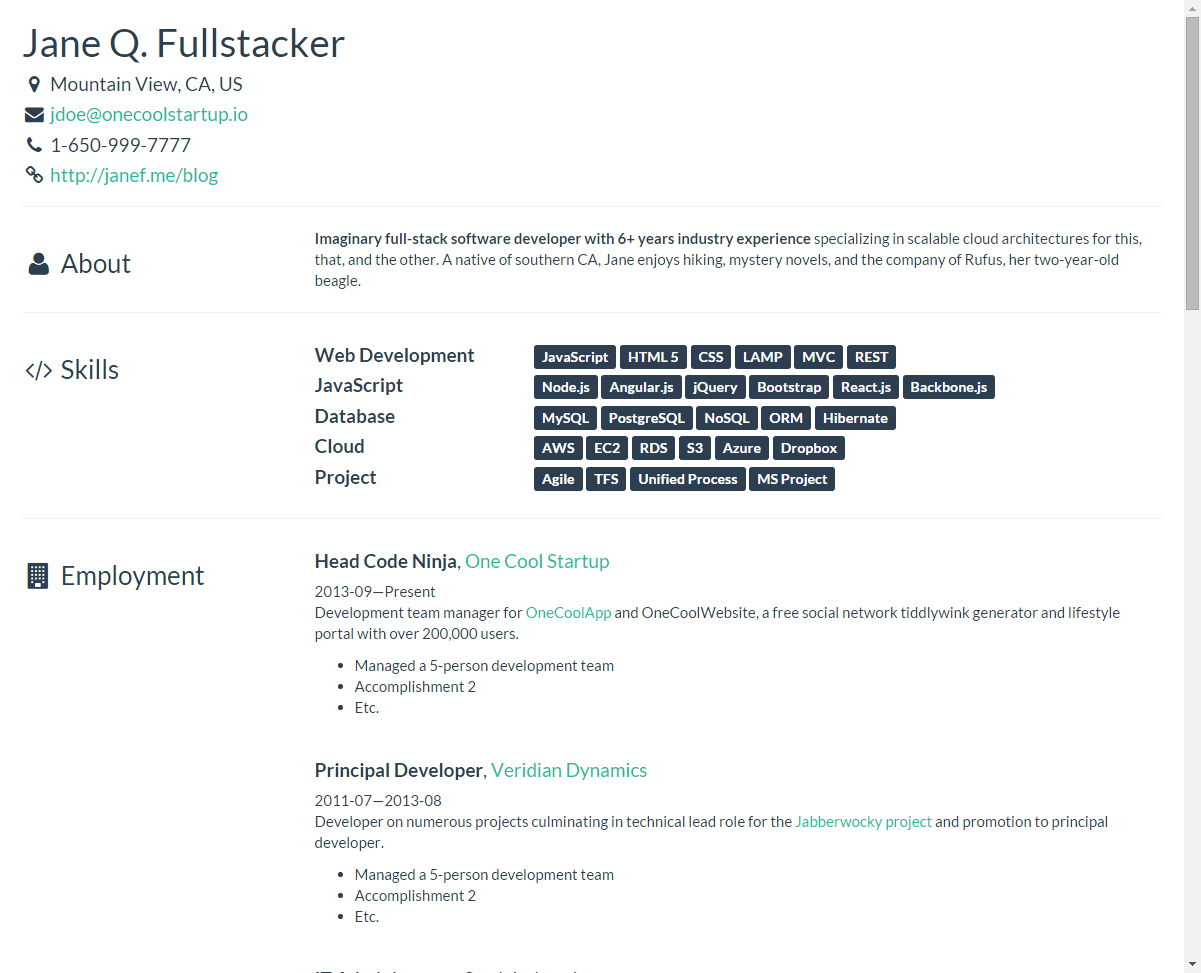 Jane Q. Fullstacker
Mountain View, CA, US
jdoe@onecoolstartup.io
1-650-999-7777
http://janef.me/blog
About
Imaginary full-stack software developer with 6+ years industry experience specializing in scalable cloud architectures for this,
that, and the other. A native of southern CA, Jane enjoys hiking, mystery novels, and the company of Rufus, her two-year-old
beagle.
Skills
Web Development JavaScript HTML 5 CSS LAMP MVC REST
JavaScript Node.js Angular.js jQuery Bootstrap React.js Backbone.js
Database MySQL PostgreSQL NoSQL ORM Hibernate
Cloud AWS EC2 RDS S3 Azure Dropbox
Project Agile TFS Unified Process MS Project
Employment
Head Code Ninja, One Cool Startup
2013-09—Present
Development team manager for OneCoolApp and OneCoolWebsite, a free social network tiddlywink generator and lifestyle
portal with over 200,000 users.
• Managed a 5-person development team
• Accomplishment 2
• Etc.
Principal Developer, Veridian Dynamics
2011-07—2013-08
Developer on numerous projects culminating in technical lead role for the Jabberwocky project and promotion to principal
developer.
• Managed a 5-person development team
• Accomplishment 2
• Etc.